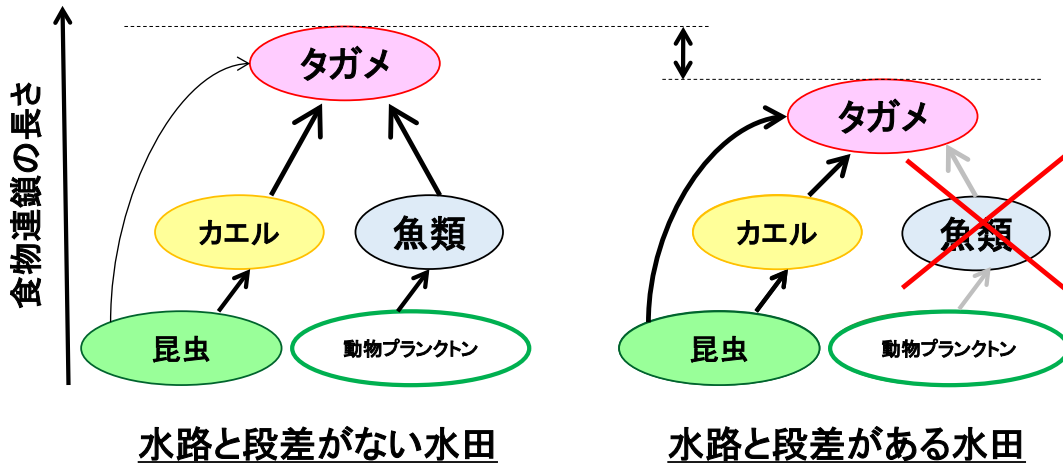 食物連鎖の長さ
タガメ
カエル
魚類
昆虫
動物プランクトン
水路と段差がない水田
タガメ
カエル
魚類
昆虫
動物プランクトン
水路と段差がある水田